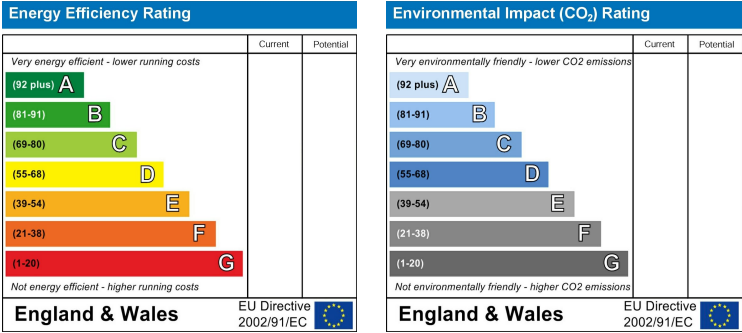 Energy Efficiency Rating
Current Potential
Very energy efficient - lower running costs
(92 plus) A
(81-91) B
(69-80) C
(55-68) D
(39-54) E
(21-38) F
(1-20) G
Not energy efficient - higher running costs
England & Wales
EU Directive
2002/91/EC
Environmental Impact (CO₂) Rating
Current Potential
Very environmentally friendly - lower CO2 emissions
(92 plus) A
(81-91) B
(69-80) C
(55-68) D
(39-54) E
(21-38) F
(1-20) G
Not environmentally friendly - higher CO2 emissions
England & Wales
EU Directive
2002/91/EC